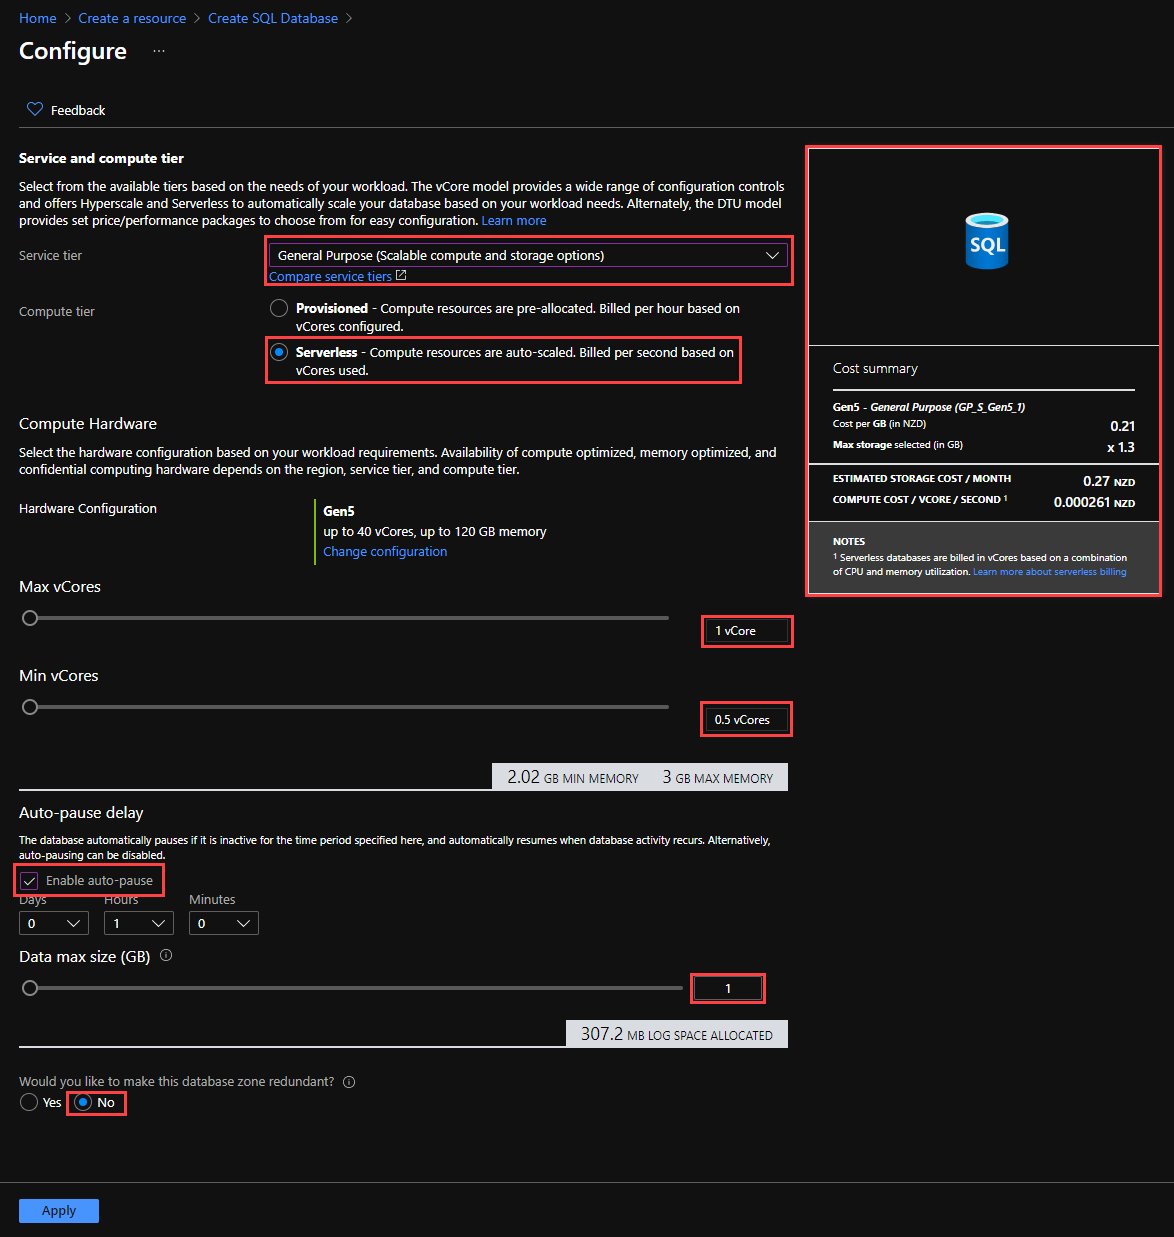 Home > Create a resource > Create SQL Database >
Configure ...
Feedback
Service and compute tier
Select from the available tiers based on the needs of your workload. The vCore model provides a wide range of configuration controls
and offers Hyperscale and Serverless to automatically scale your database based on your workload needs. Alternately, the DTU model
provides set price/performance packages to choose from for easy configuration. Learn more
Service tier
General Purpose (Scalable compute and storage options)
Compare service tiers
Compute tier
Provisioned - Compute resources are pre-allocated. Billed per hour based on
vCores configured.
Serverless - Compute resources are auto-scaled. Billed per second based on
vCores used.
Compute Hardware
Select the hardware configuration based on your workload requirements. Availability of compute optimized, memory optimized, and
confidential computing hardware depends on the region, service tier, and compute tier.
Hardware Configuration
Gen5
up to 40 vCores, up to 120 GB memory
Change configuration
Max vCores
1 vCore
Min vCores
0.5 vCores
2.02 GB MIN MEMORY 3 GB MAX MEMORY
Auto-pause delay
The database automatically pauses if it is inactive for the time period specified here, and automatically resumes when database activity recurs. Alternatively,
auto-pausing can be disabled.
Enable auto-pause
Days Hours Minutes
0 1 0
Data max size (GB)
1
307.2 MB LOG SPACE ALLOCATED
Would you like to make this database zone redundant?
Yes No
Apply
SQL
Cost summary
Gen5 - General Purpose (GP_S_Gen5_1)
Cost per GB (in NZD) 0.21
Max storage selected (in GB) x 1.3
ESTIMATED STORAGE COST / MONTH 0.27 NZD
COMPUTE COST / VCORE / SECOND 1 0.000261 NZD
NOTES
1 Serverless databases are billed in vCores based on a combination
of CPU and memory utilization. Learn more about serverless billing